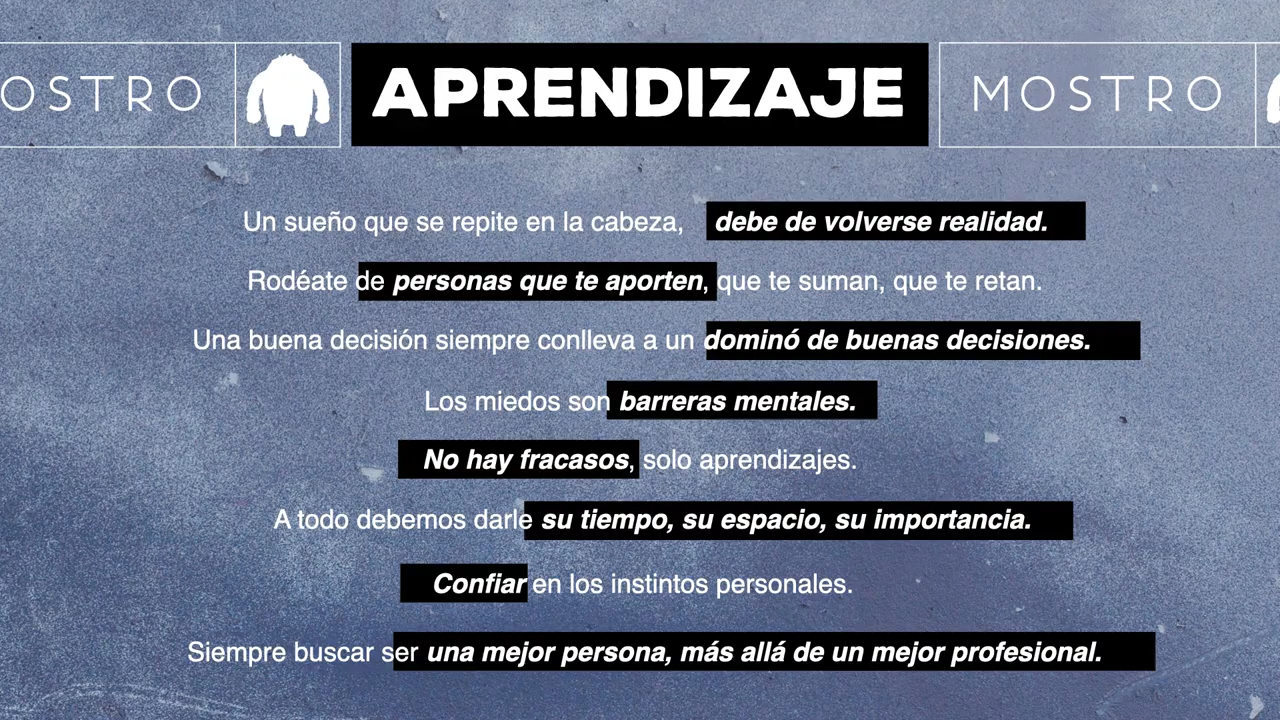 OSTRO APRENDIZAJE MOSTRO
Un sueño que se repite en la cabeza, debe de volverse realidad.
Rodéate de personas que te aporten, que te suman, que te retan.
Una buena decisión siempre conlleva a un dominó de buenas decisiones.
Los miedos son barreras mentales.
No hay fracasos, solo aprendizajes.
A todo debemos darle su tiempo, su espacio, su importancia.
Confiar en los instintos personales.
Siempre buscar ser una mejor persona, más allá de un mejor profesional.